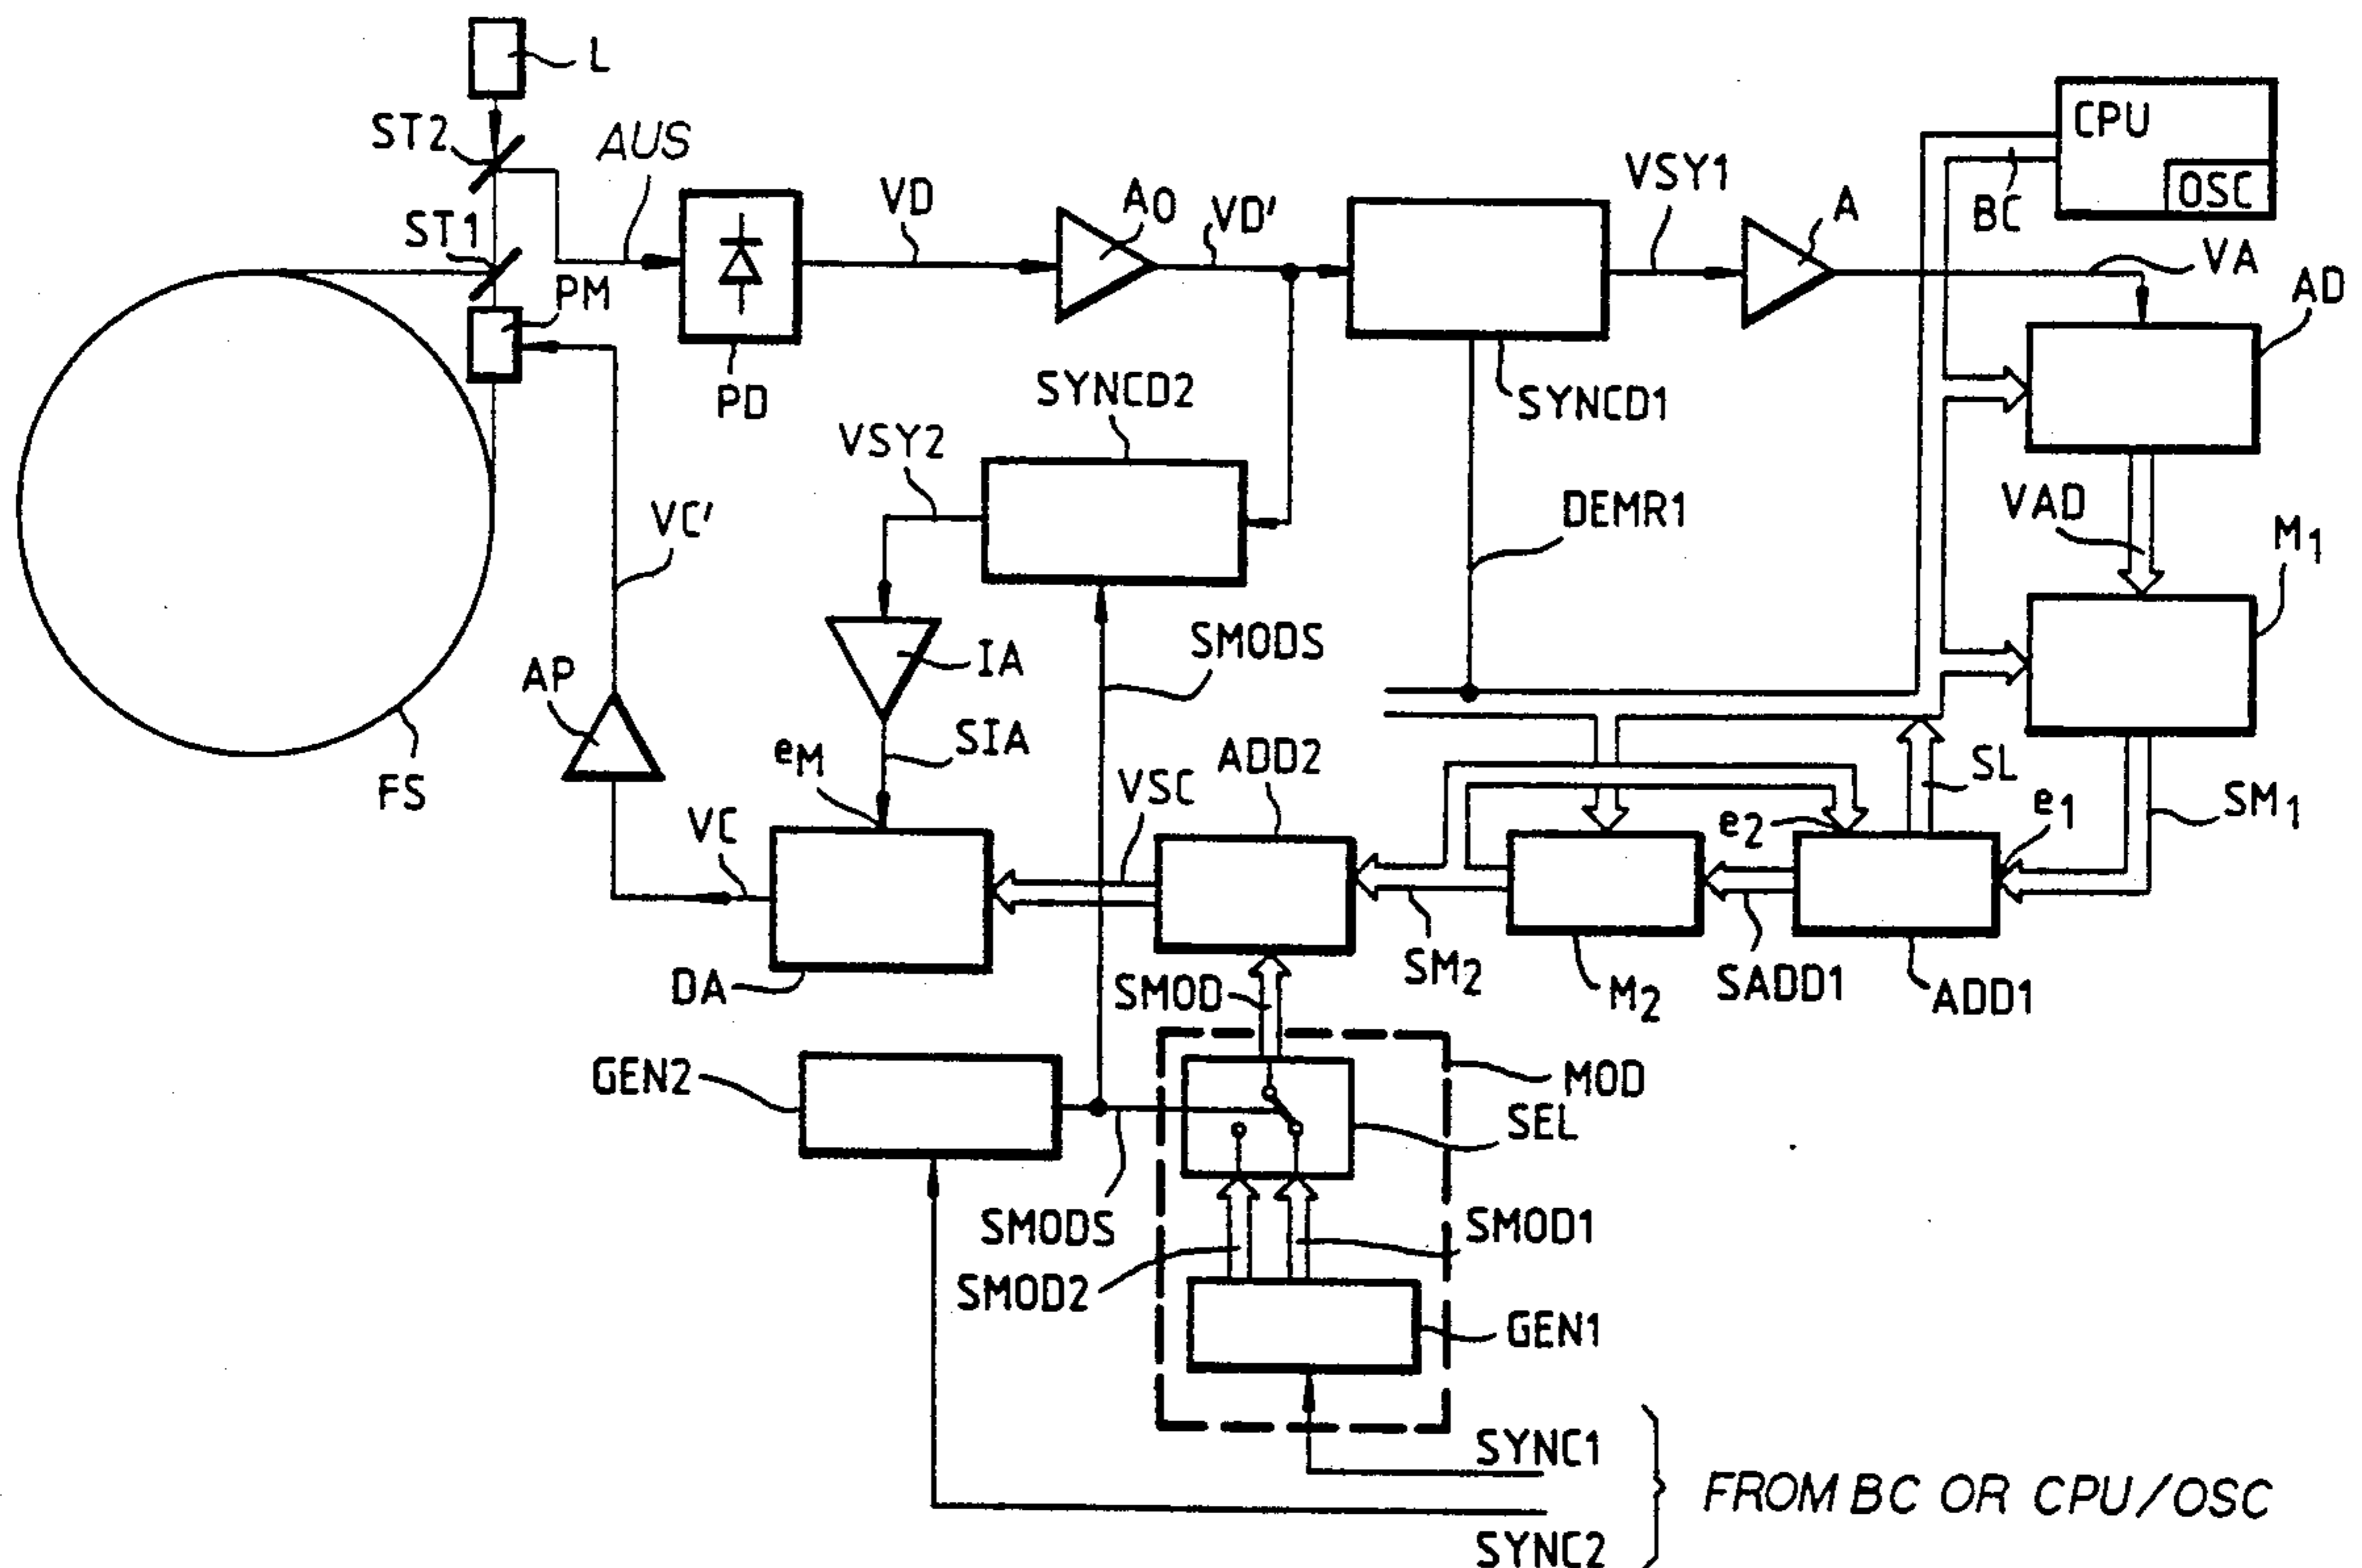 L
ST2
AUS
CPU
OSC
VD
A0
VD'
VSY1
A
BC
ST1
VA
AD
PM
PD
SYNCD2
SYNCD1
VSY2
VC'
DEMR1
VAD
M1
SMODS
IA
AP
SIA
FS
eM
ADD2
SL
VSC
VC
e2
e1
SM1
DA
SMOD
SM2
M2
SADD1
ADD1
GEN2
MOD
SEL
SMODS
SMOD1
SMOD2
GEN1
SYNC1
FROM BC OR CPU/OSC
SYNC2